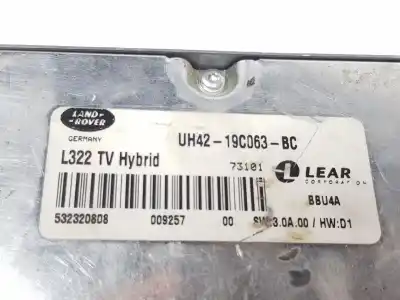 LAND-
ROVER
GERMANY
UH42-19C063-BC
L322 TV Hybrid
73101
LEAR
CORPORATION
BBU4A
532320808 009257 00 SW:3.0A.00 / HW:D1